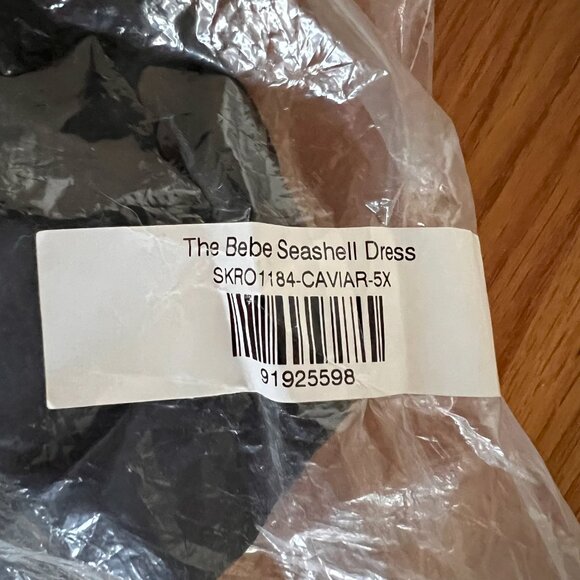 The Bebe Seashell Dress
SKRO1184-CAVIAR-5X
91925598